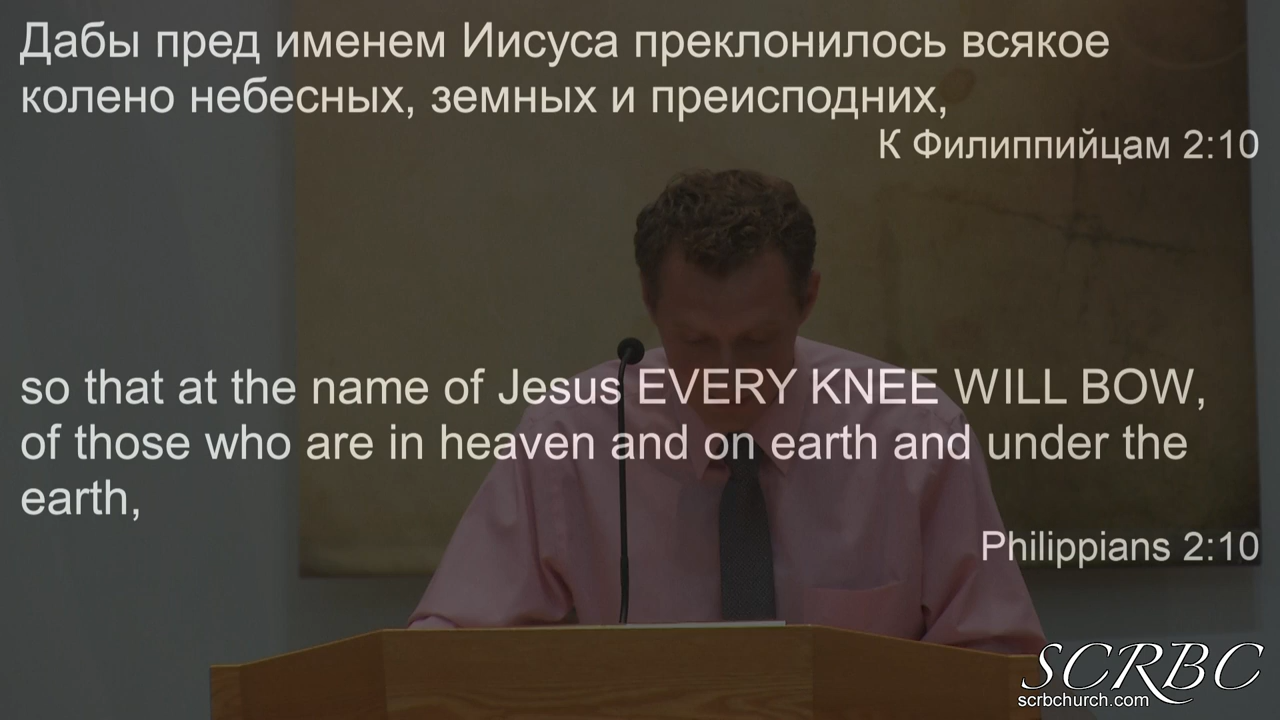 Дабы пред именем Иисуса преклонилось всякое
колено небесных, земных и преисподних,
К Филиппийцам 2:10
so that at the name of Jesus EVERY KNEE WILL BOW,
of those who are in heaven and on earth and under the
earth,
Philippians 2:10
SCRBC
scrbchurch.com